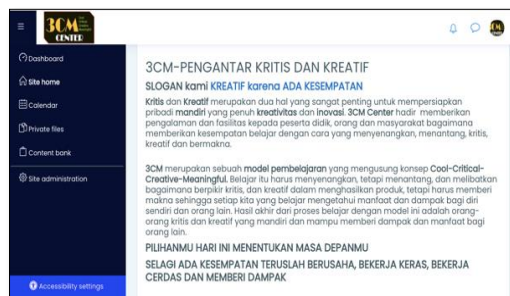 3CM
CENTER
Dashboard
Site home
Calendar
Private files
Content bank
Site administration
Accessibility settings
3CM-PENGANTAR KRITIS DAN KREATIF
SLOGAN kami KREATIF karena ADA KESEMPATAN
Kritis dan Kreatif merupakan dua hal yang sangat penting untuk mempersiapkan
pribadi mandiri yang penuh kreativitas dan inovasi. 3CM Center hadir memberikan
pengalaman dan fasilitas kepada peserta didik, orang dan masyarakat bagaimana
memberikan kesempatan belajar dengan cara yang menyenangkan, menantang, kritis,
kreatif dan bermakna.
3CM merupakan sebuah model pembelajaran yang mengusung konsep Cool-Critical-
Creative-Meaningful. Belajar itu harus menyenangkan, tetapi menantang, dan melibatkan
bagaimana berpikir kritis, dan kreatif dalam menghasilkan produk, tetapi harus memberi
makna sehingga setiap kita yang belajar mengetahui manfaat dan dampak bagi diri
sendiri dan orang lain. Hasil akhir dari proses belajar dengan model ini adalah orang-
orang kritis dan kreatif yang mandiri dan mampu memberi dampak dan manfaat bagi
orang lain.
PILIHANMU HARI INI MENENTUKAN MASA DEPANMU
SELAGI ADA KESEMPATAN TERUSLAH BERUSAHA, BEKERJA KERAS, BEKERJA
CERDAS DAN MEMBERI DAMPAK